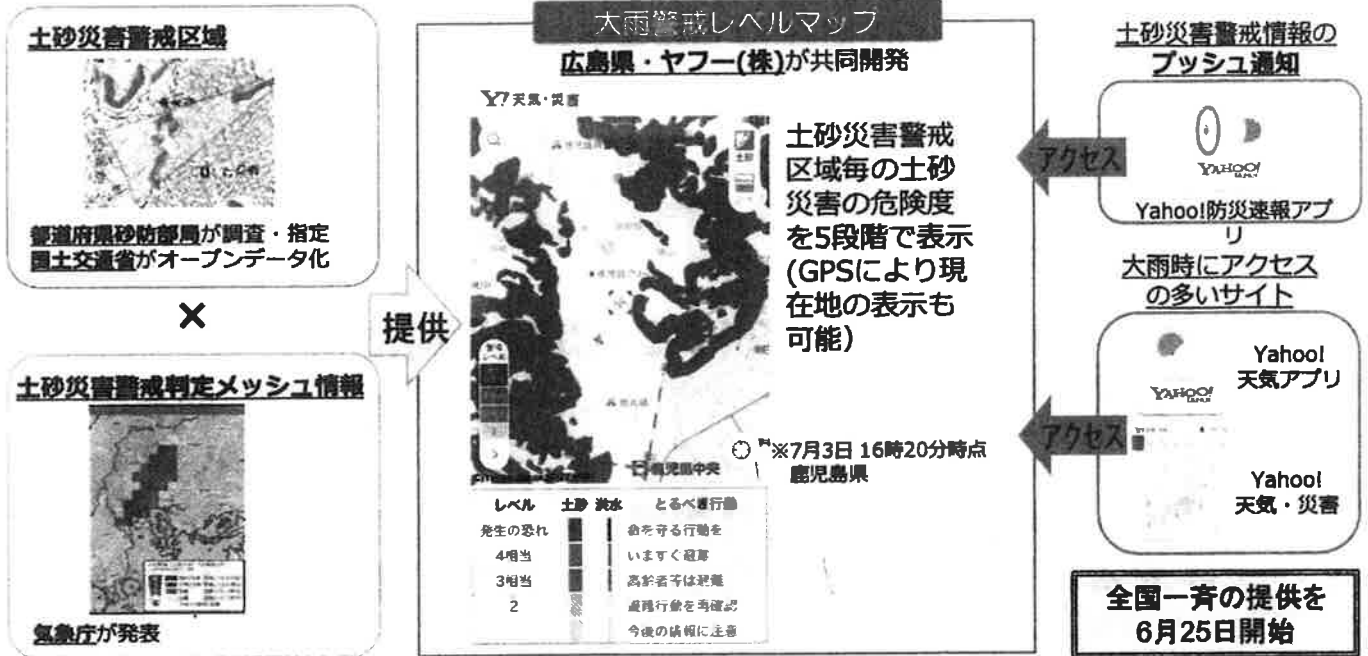 土砂災害警戒区域
都道府県砂防部局が調査・指定
国土交通省がオープンデータ化
×
土砂災害警戒判定メッシュ情報
気象庁が発表
提供
大雨警戒レベルマップ
広島県・ヤフー(株)が共同開発
Y! 天気・災害
土砂災害警戒
区域毎の土砂
災害の危険度
を5段階で表示
(GPSにより現
在地の表示も
可能)
鹿児島中央
※7月3日 16時20分時点
鹿児島県
レベル 土砂 洪水 とるべき行動
発生の恐れ 命を守る行動を
4相当 いますぐ避難
3相当 高齢者等は避難
2 避難行動を再確認
今後の情報に注意
土砂災害警戒情報の
プッシュ通知
アクセス
YAHOO!
JAPAN
Yahoo!防災速報アプ
リ
大雨時にアクセス
の多いサイト
YAHOO!
JAPAN
Yahoo!
天気アプリ
アクセス
Yahoo!
天気・災害
全国一斉の提供を
6月25日開始